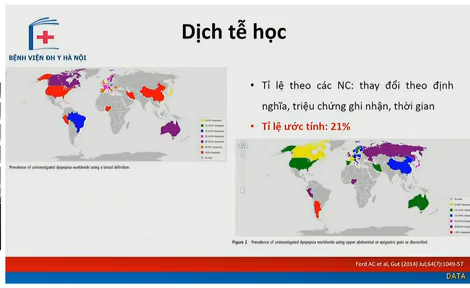 Dịch tễ học
BỆNH VIỆN ĐH Y HÀ NỘI
• Tỉ lệ theo các NC: thay đổi theo định
nghĩa, triệu chứng ghi nhận, thời gian
• Tỉ lệ ước tính: 21%
Prevalence of uninvestigated dyspepsia worldwide using a broad definition.
Figure 2 Prevalence of uninvestigated dyspepsia worldwide using upper abdominal or epigastric pain or discomfort.
Ford AC et al, Gut (2014) Jul;64(7):1049-57
DATA